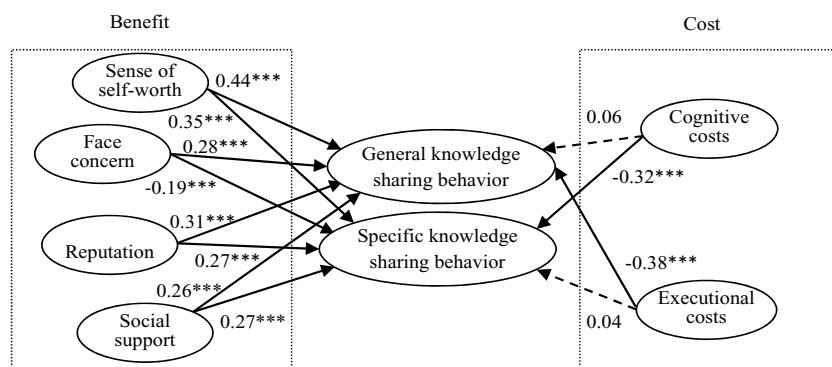 Benefit
Cost
Sense of
self-worth
0.44***
0.35***
Face
concern
0.28***
-0.19***
Reputation
0.31***
0.27***
0.26***
Social
support
0.27***
General knowledge
sharing behavior
Specific knowledge
sharing behavior
0.06
Cognitive
costs
-0.32***
-0.38***
Executional
costs
0.04